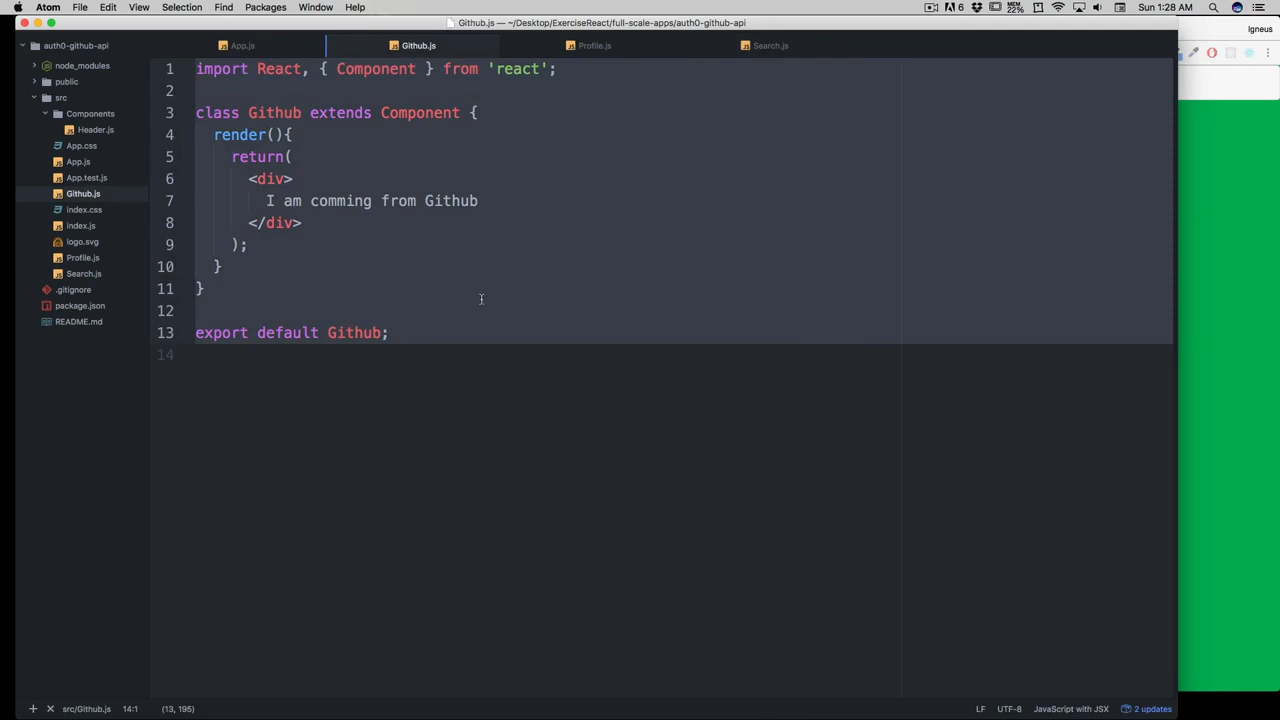 Atom File Edit View Selection Find Packages Window Help
6 MEM 22% Sun 1:28 AM
Github.js — ~/Desktop/ExerciseReact/full-scale-apps/auth0-github-api
Igneus
auth0-github-api
App.js Github.js Profile.js Search.js
node_modules
public
src
Components
Header.js
App.css
App.js
App.test.js
Github.js
index.css
index.js
logo.svg
Profile.js
Search.js
.gitignore
package.json
README.md
1 import React, { Component } from 'react';
2
3 class Github extends Component {
4 render(){
5 return(
6 <div>
7 I am comming from Github
8 </div>
9 );
10 }
11 }
12
13 export default Github;
14
src/Github.js 14:1 (13, 195) LF UTF-8 JavaScript with JSX 2 updates